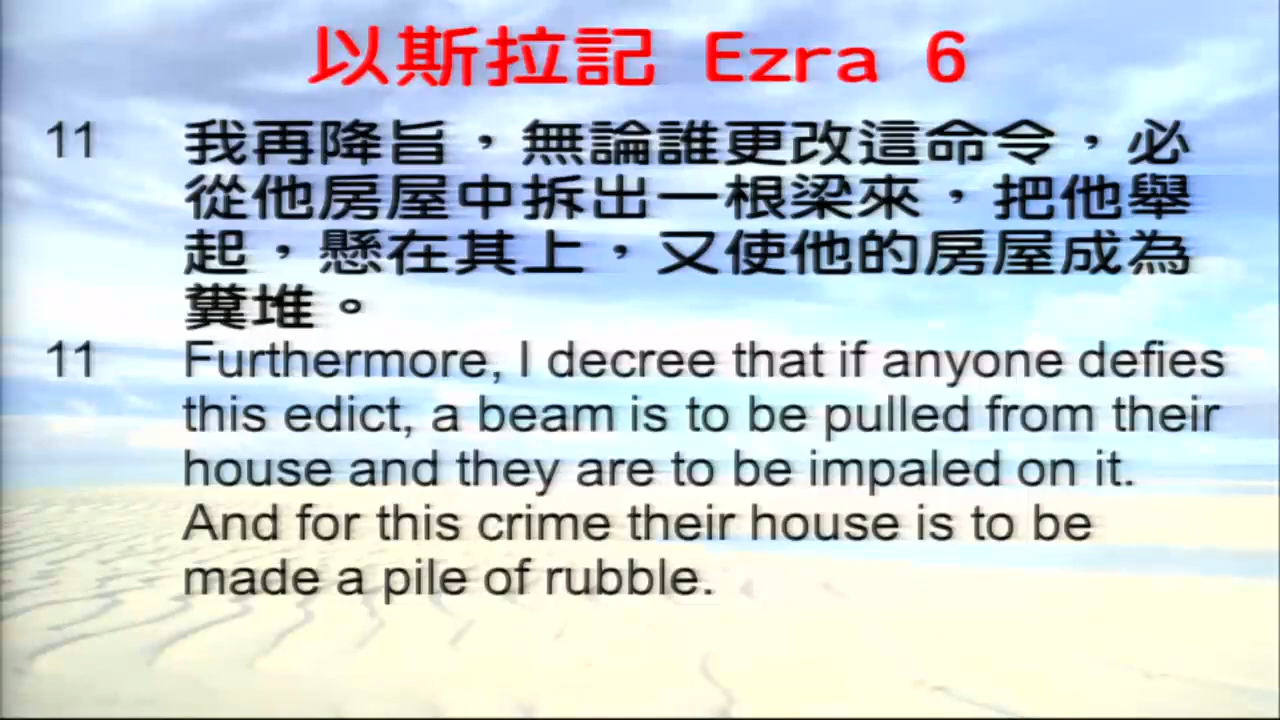 以斯拉記 Ezra 6
11 我再降旨，無論誰更改這命令，必
從他房屋中拆出一根梁來，把他舉
起，懸在其上，又使他的房屋成為
糞堆。
11 Furthermore, I decree that if anyone defies
this edict, a beam is to be pulled from their
house and they are to be impaled on it.
And for this crime their house is to be
made a pile of rubble.